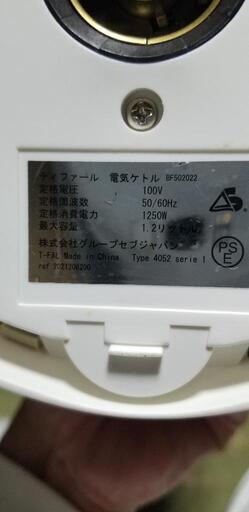 ティファール 電気ケトル BF502022
定格電圧 100V
定格周波数 50/60Hz
定格消費電力 1250W
最大容量 1.2リットル
株式会社グループセブジャパン
T-FAL Made in China Type 4052 serie I
ref 2021208200
PS
E